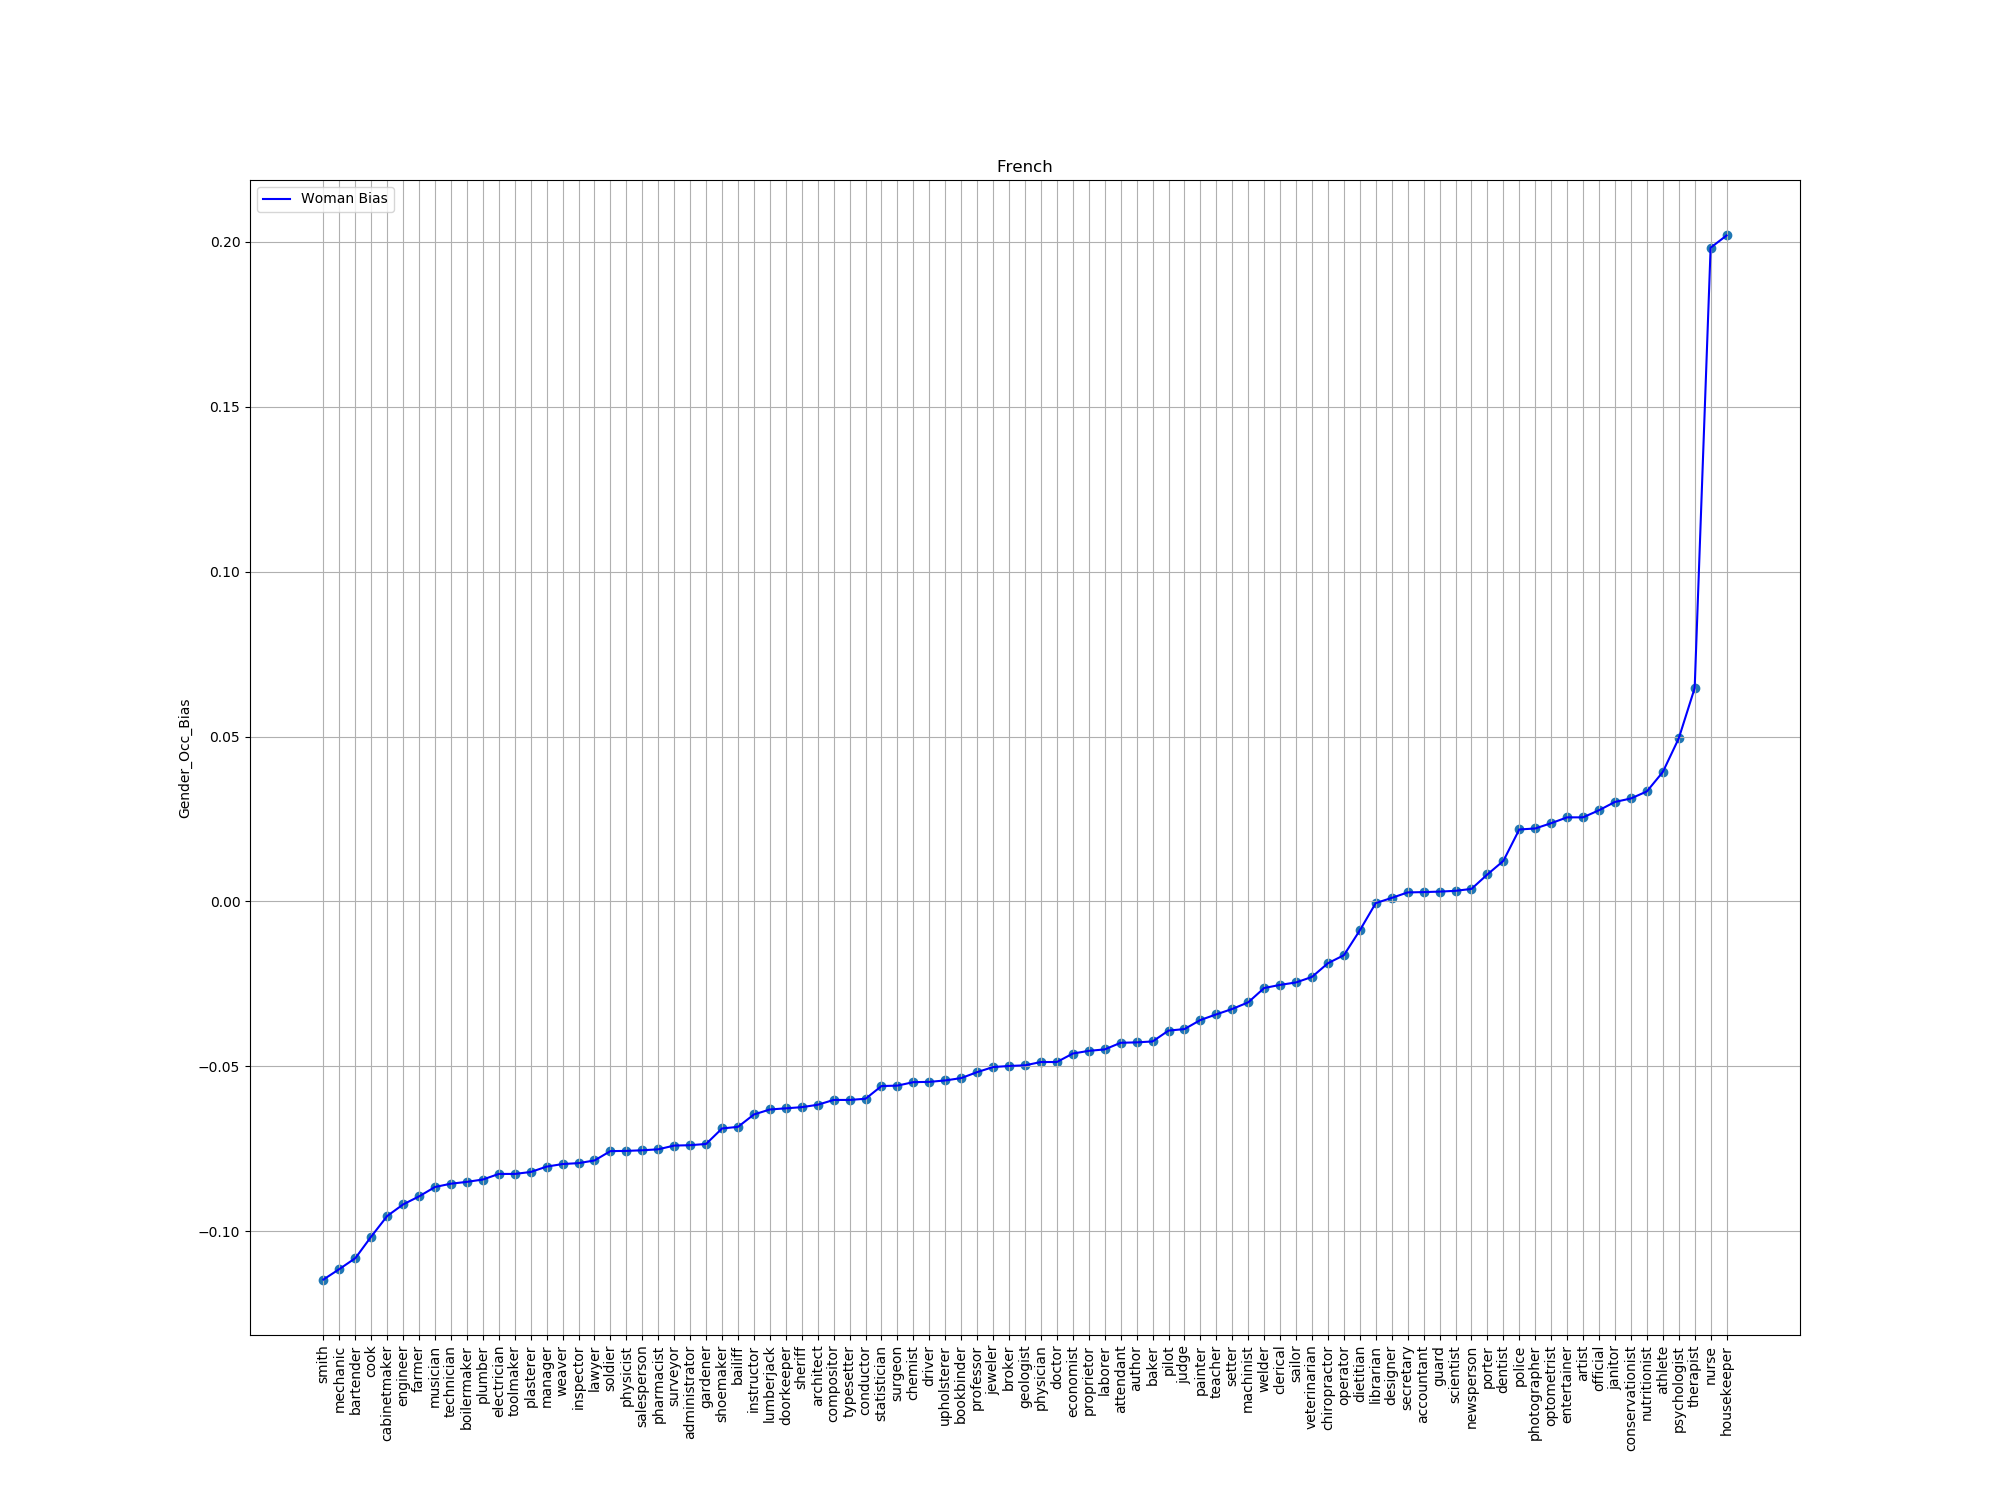 French
Woman Bias
0.20
0.15
0.10
0.05
0.00
−0.05
−0.10
Gender_Occ_Bias
smith
mechanic
bartender
cook
cabinetmaker
engineer
farmer
musician
technician
boilermaker
plumber
electrician
toolmaker
plasterer
manager
weaver
inspector
lawyer
soldier
physicist
salesperson
pharmacist
surveyor
administrator
gardener
shoemaker
bailiff
instructor
lumberjack
doorkeeper
sheriff
architect
compositor
typesetter
conductor
statistician
surgeon
chemist
driver
upholsterer
bookbinder
professor
jeweler
broker
geologist
physician
doctor
economist
proprietor
laborer
attendant
author
baker
pilot
judge
painter
teacher
setter
machinist
welder
clerical
sailor
veterinarian
chiropractor
operator
dietitian
librarian
designer
secretary
accountant
guard
scientist
newsperson
porter
dentist
police
photographer
optometrist
entertainer
artist
official
janitor
conservationist
nutritionist
athlete
psychologist
therapist
nurse
housekeeper